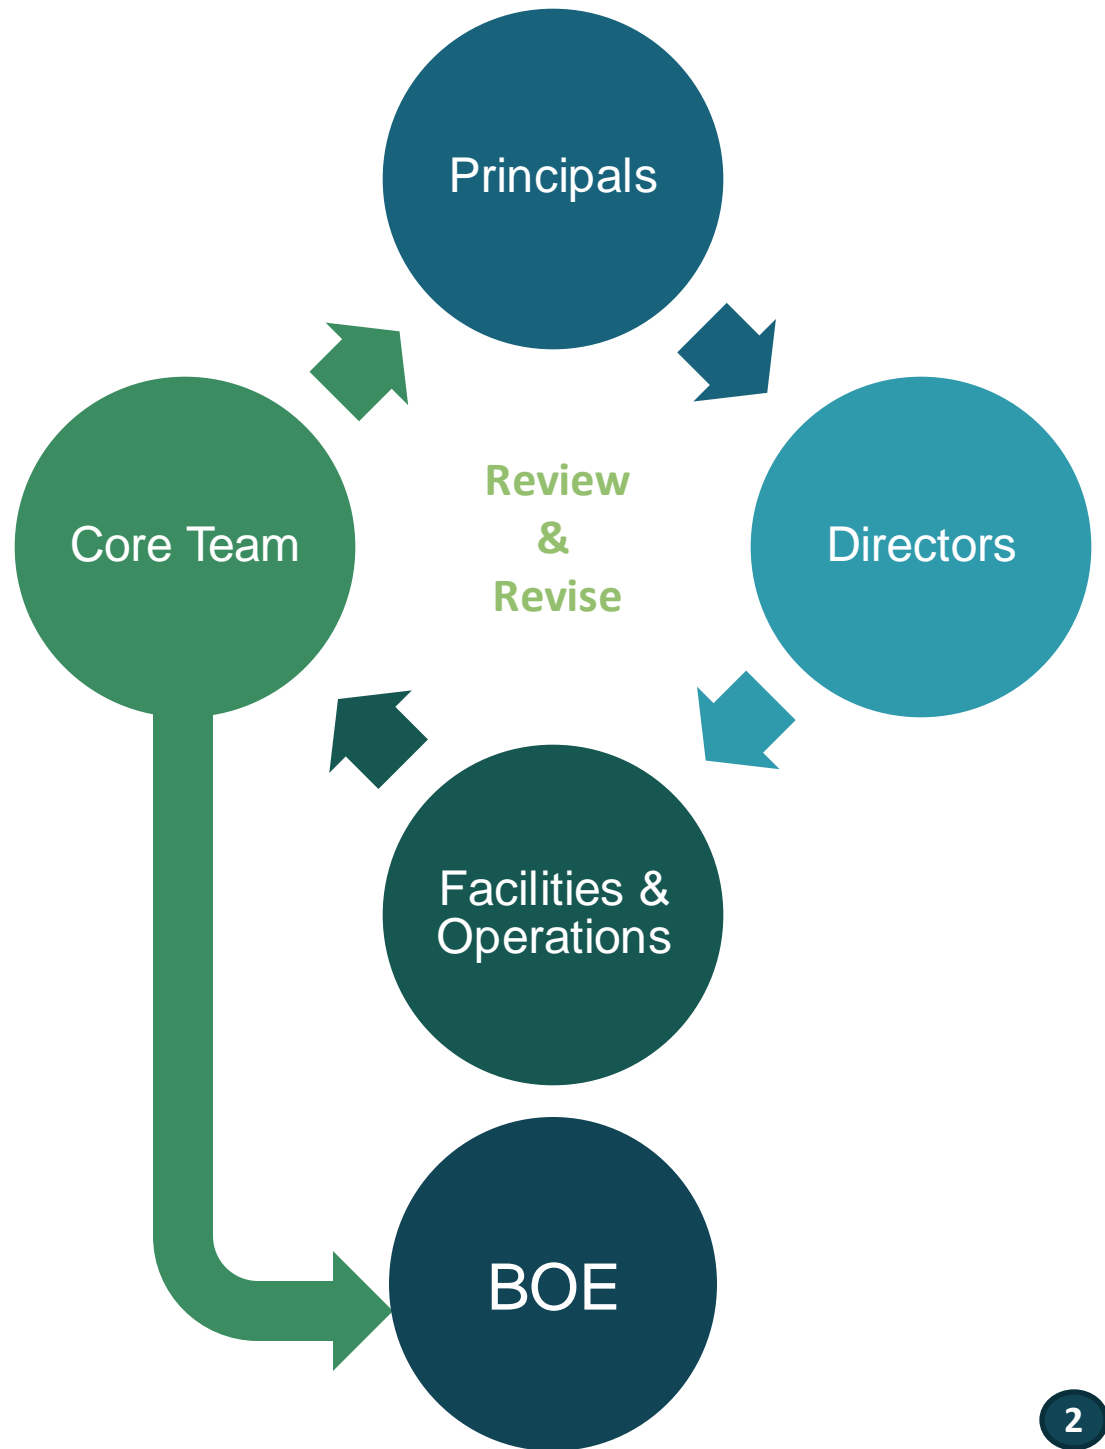 Principals
Review
&
Revise
Core Team
Directors
Facilities &
Operations
BOE
2